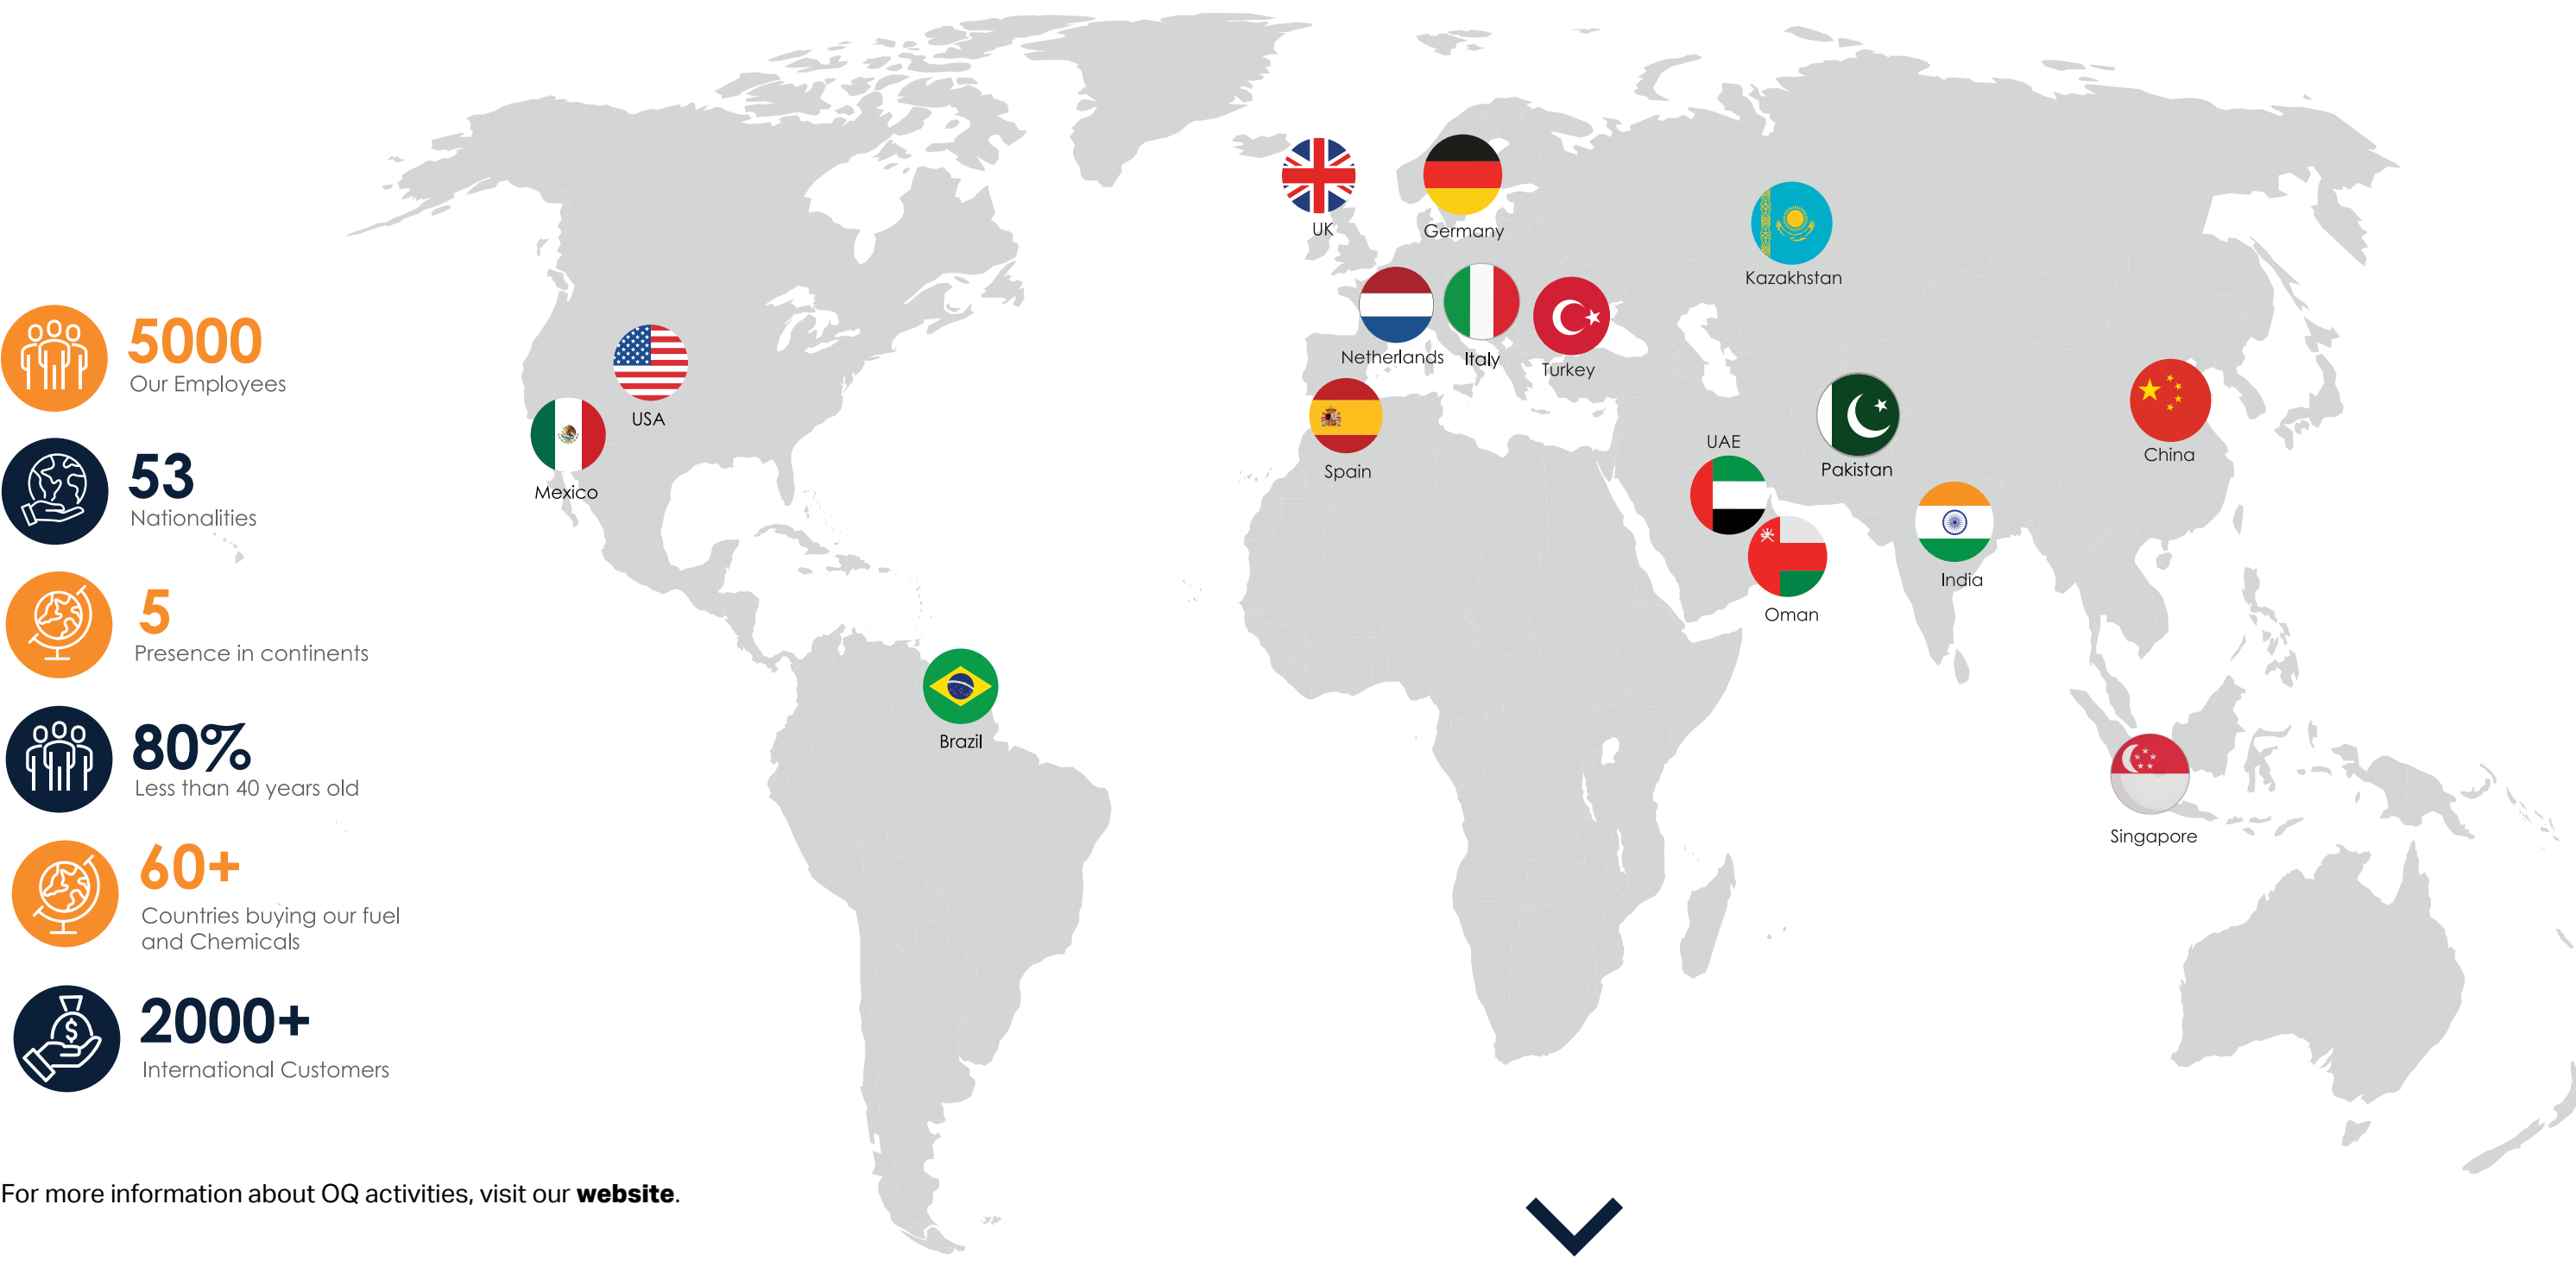 5000
Our Employees
53
Nationalities
5
Presence in continents
80%
Less than 40 years old
60+
Countries buying our fuel
and Chemicals
2000+
International Customers
UK
Germany
Kazakhstan
Netherlands
Italy
Turkey
USA
Mexico
Spain
UAE
Pakistan
China
India
Oman
Brazil
Singapore
For more information about OQ activities, visit our website.